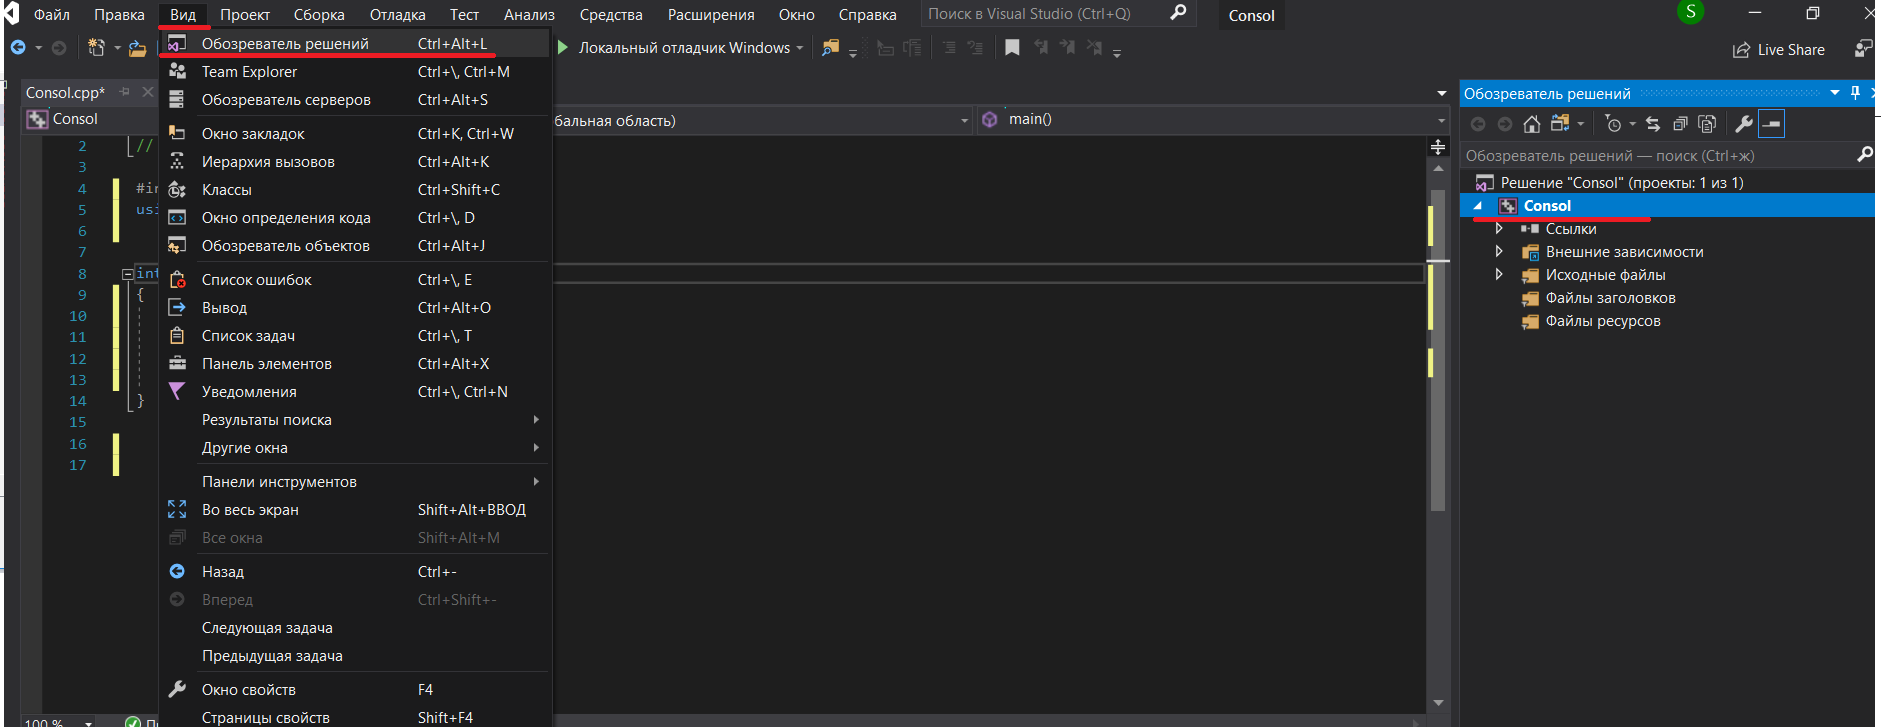 Файл Правка Вид Проект Сборка Отладка Тест Анализ Средства Расширения Окно Справка Поиск в Visual Studio (Ctrl+Q) Consol S
Локальный отладчик Windows Live Share
Consol.cpp*
Consol бальная область) main()
2 //
3
4 #in
5 usi
6
7
8 int
9 {
10
11
12
13
14 }
15
16
17
100 %
Обозреватель решений Ctrl+Alt+L
Team Explorer Ctrl+\, Ctrl+M
Обозреватель серверов Ctrl+Alt+S
Окно закладок Ctrl+K, Ctrl+W
Иерархия вызовов Ctrl+Alt+K
Классы Ctrl+Shift+C
Окно определения кода Ctrl+\, D
Обозреватель объектов Ctrl+Alt+J
Список ошибок Ctrl+\, E
Вывод Ctrl+Alt+O
Список задач Ctrl+\, T
Панель элементов Ctrl+Alt+X
Уведомления Ctrl+\, Ctrl+N
Результаты поиска
Другие окна
Панели инструментов
Во весь экран Shift+Alt+ВВОД
Все окна Shift+Alt+M
Назад Ctrl+-
Вперед Ctrl+Shift+-
Следующая задача
Предыдущая задача
Окно свойств F4
Страницы свойств Shift+F4
Обозреватель решений
Обозреватель решений — поиск (Ctrl+ж)
Решение "Consol" (проекты: 1 из 1)
Consol
Ссылки
Внешние зависимости
Исходные файлы
Файлы заголовков
Файлы ресурсов